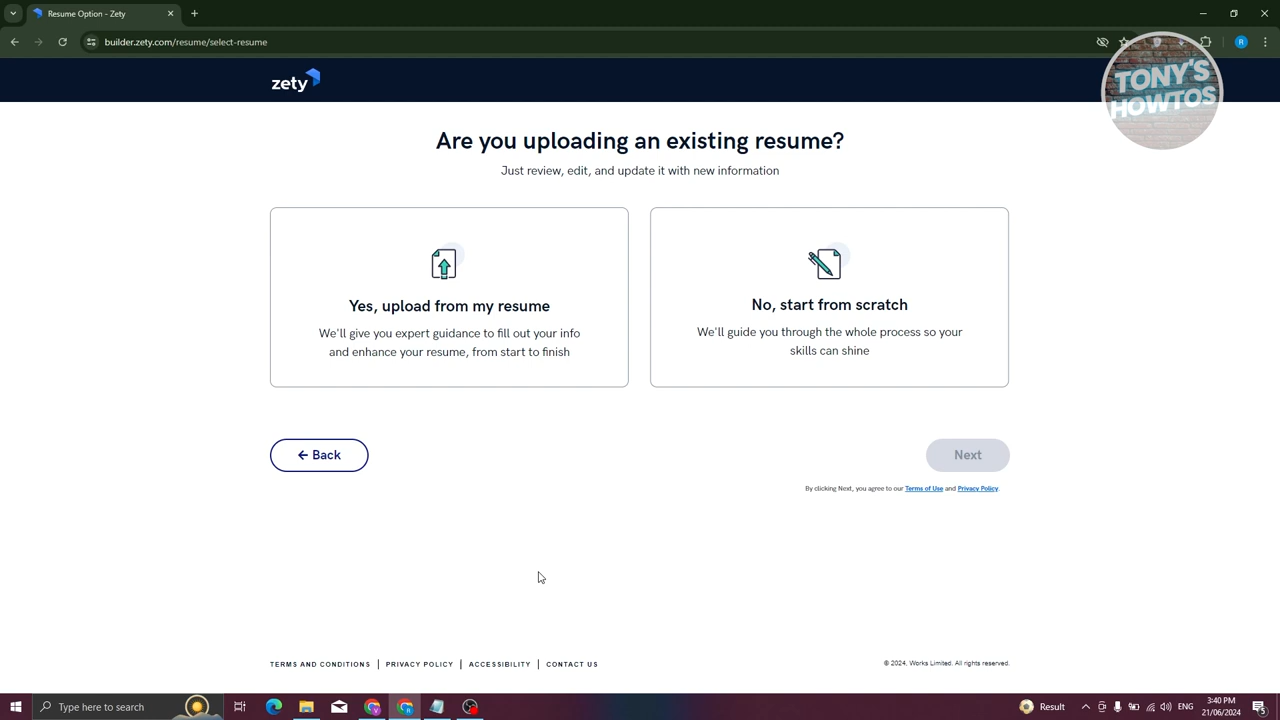 Resume Option - Zety
builder.zety.com/resume/select-resume
R
TONY'S
HOWTOS
zety
Are you uploading an existing resume?
Just review, edit, and update it with new information
Yes, upload from my resume
We'll give you expert guidance to fill out your info
and enhance your resume, from start to finish
No, start from scratch
We'll guide you through the whole process so your
skills can shine
← Back
Next
By clicking Next, you agree to our Terms of Use and Privacy Policy.
TERMS AND CONDITIONS | PRIVACY POLICY | ACCESSIBILITY | CONTACT US
© 2024, Works Limited. All rights reserved.
Type here to search
Result
ENG
3:40 PM
21/06/2024